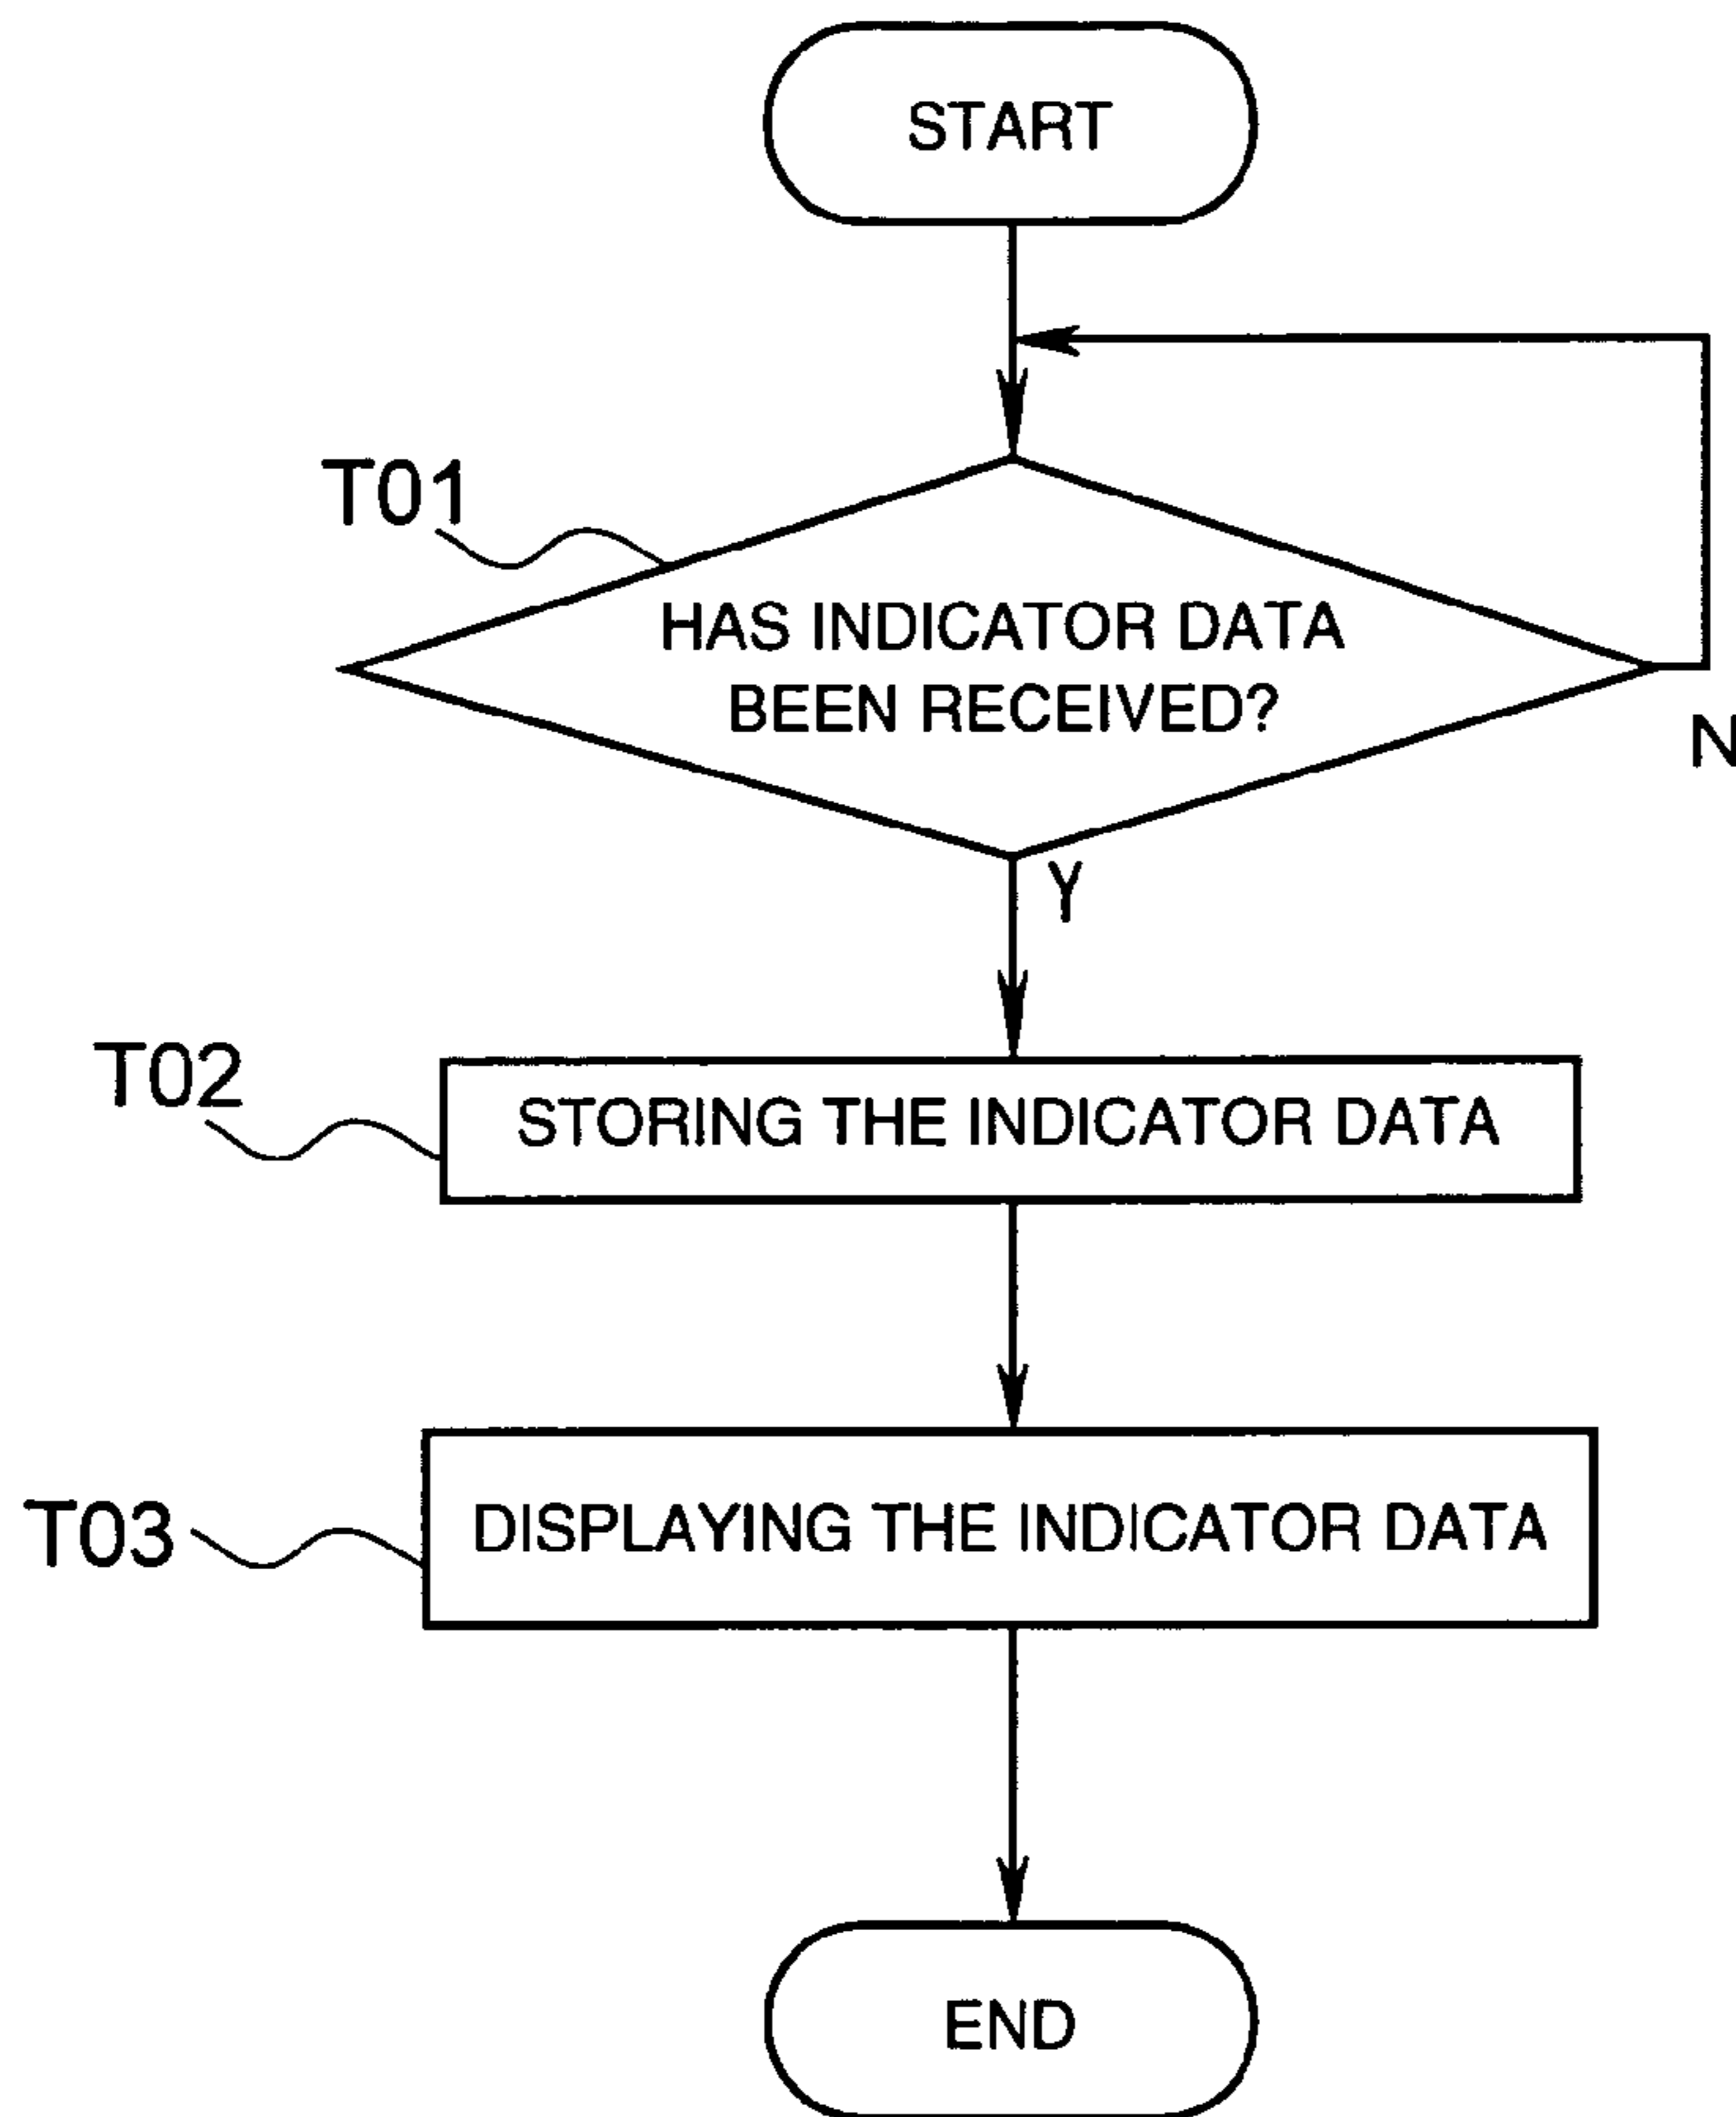 START
T01
HAS INDICATOR DATA
BEEN RECEIVED?
N
Y
T02
STORING THE INDICATOR DATA
T03
DISPLAYING THE INDICATOR DATA
END